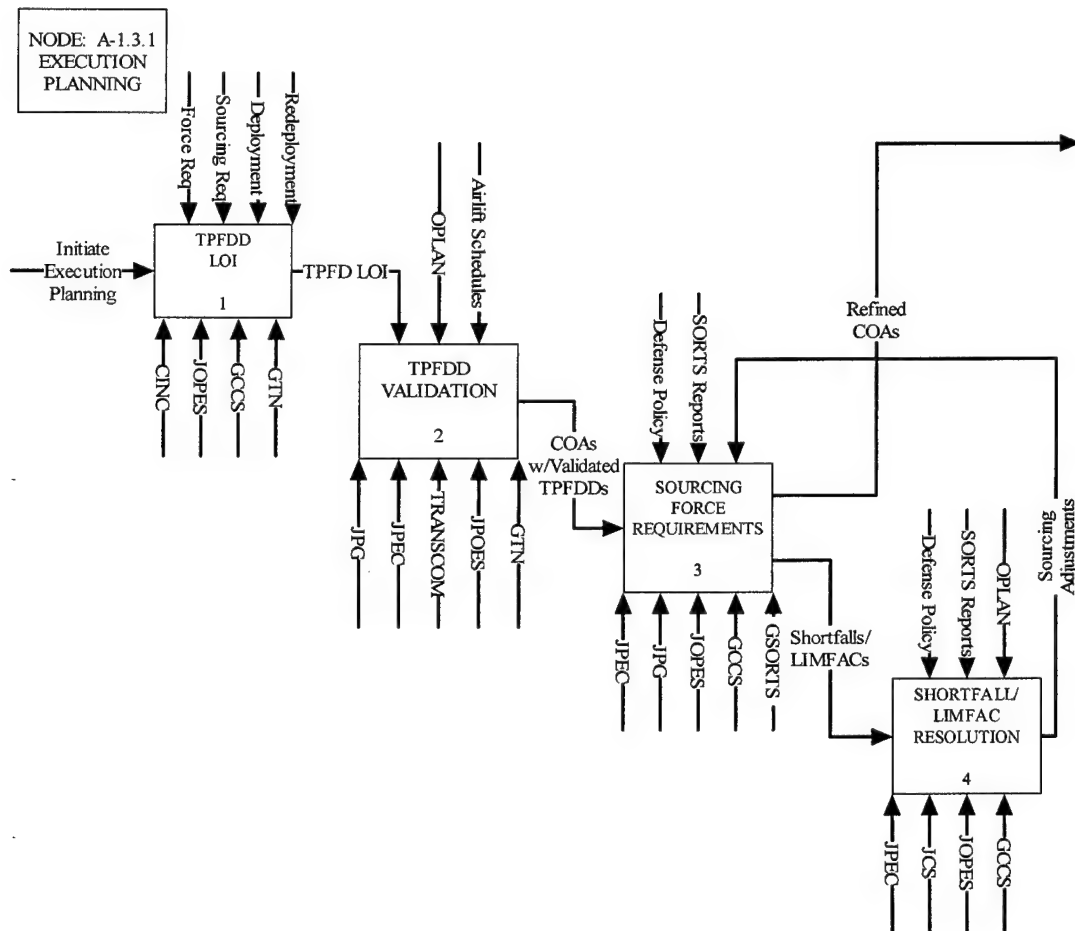 NODE: A-1.3.1
EXECUTION
PLANNING
Force Req
Sourcing Req
Deployment
Redeployment
Initiate
Execution
Planning
TPFDD
LOI
1
TPFD LOI
CINC
JOPES
GCCS
GTN
OPLAN
Airlift Schedules
TPFDD
VALIDATION
2
JPG
JPEC
TRANSCOM
JPOES
GTN
COAs
w/Validated
TPFDDs
Defense Policy
SORTS Reports
SOURCING
FORCE
REQUIREMENTS
3
JPEC
JPG
JOPES
GCCS
GSORTS
Refined
COAs
Shortfalls/
LIMFACs
Sourcing
Adjustments
Defense Policy
SORTS Reports
OPLAN
SHORTFALL/
LIMFAC
RESOLUTION
4
JPEC
JCS
JOPES
GCCS